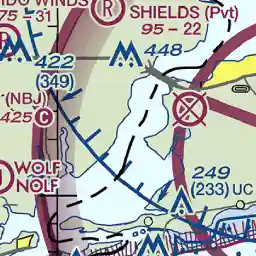 IDO WINDS
R
SHIELDS (Pvt)
75 - 31
95 - 22
422
(349)
448
(NBJ)
425 C
WOLF
NOLF
249
(233) UC